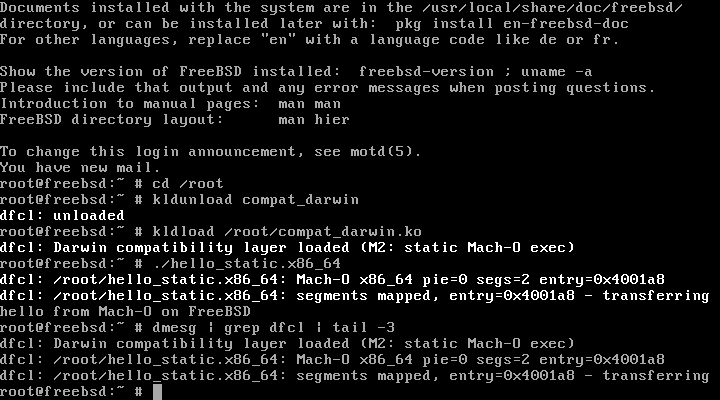 Documents installed with the system are in the /usr/local/share/doc/freebsd/
directory, or can be installed later with:  pkg install en-freebsd-doc
For other languages, replace "en" with a language code like de or fr.

Show the version of FreeBSD installed:  freebsd-version ; uname -a
Please include that output and any error messages when posting questions.
Introduction to manual pages:  man man
FreeBSD directory layout:      man hier

To change this login announcement, see motd(5).
You have new mail.
root@freebsd:~ # cd /root
root@freebsd:~ # kldunload compat_darwin
dfcl: unloaded
root@freebsd:~ # kldload /root/compat_darwin.ko
dfcl: Darwin compatibility layer loaded (M2: static Mach-O exec)
root@freebsd:~ # ./hello_static.x86_64
dfcl: /root/hello_static.x86_64: Mach-O x86_64 pie=0 segs=2 entry=0x4001a8
dfcl: /root/hello_static.x86_64: segments mapped, entry=0x4001a8 - transferring
hello from Mach-O on FreeBSD
root@freebsd:~ # dmesg | grep dfcl | tail -3
dfcl: Darwin compatibility layer loaded (M2: static Mach-O exec)
dfcl: /root/hello_static.x86_64: Mach-O x86_64 pie=0 segs=2 entry=0x4001a8
dfcl: /root/hello_static.x86_64: segments mapped, entry=0x4001a8 - transferring
root@freebsd:~ #